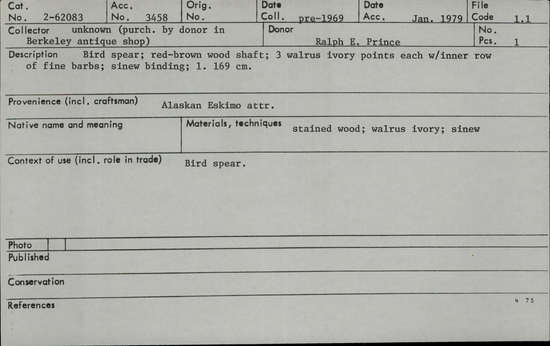 Cat. No. 2-62083 Acc. No. 3458 Orig. No. Date Coll. pre-1969 Date Acc. Jan. 1979 File Code 1.1
Collector unknown (purch. by donor in Berkeley antique shop) Donor Ralph E. Prince No. Pcs. 1
Description Bird spear; red-brown wood shaft; 3 walrus ivory points each w/inner row
of fine barbs; sinew binding; l. 169 cm.
Provenience (incl. craftsman) Alaskan Eskimo attr.
Native name and meaning Materials, techniques stained wood; walrus ivory; sinew
Context of use (incl. role in trade) Bird spear.
Photo
Published
Conservation
References 4 75